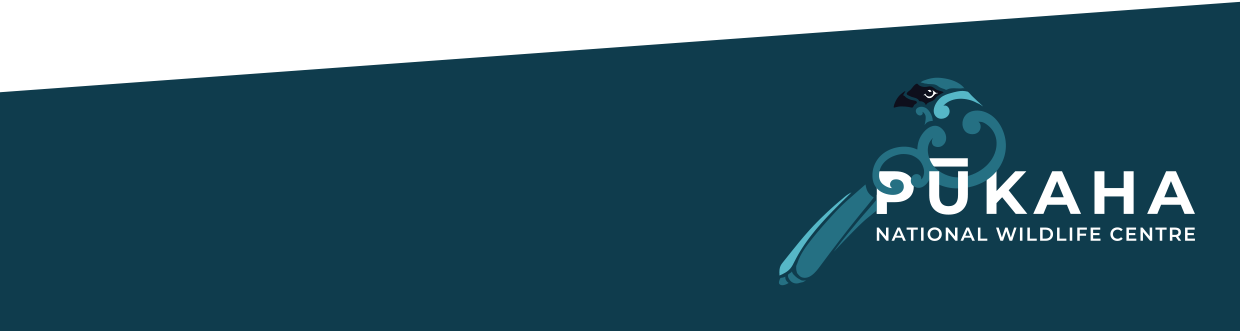 PŪKAHA
NATIONAL WILDLIFE CENTRE